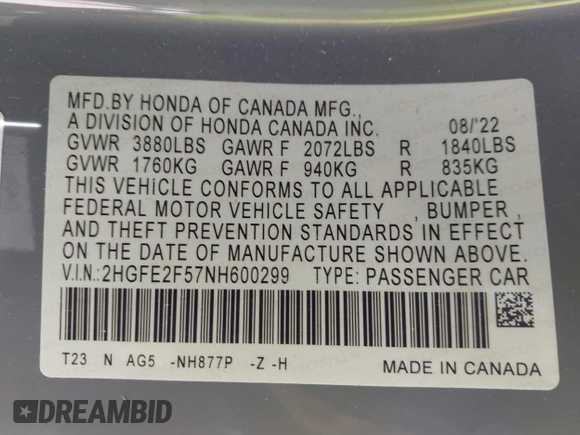 MFD.BY HONDA OF CANADA MFG.,
A DIVISION OF HONDA CANADA INC. 08/'22
GVWR 3880LBS GAWR F 2072LBS R 1840LBS
GVWR 1760KG GAWR F 940KG R 835KG
THIS VEHICLE CONFORMS TO ALL APPLICABLE
FEDERAL MOTOR VEHICLE SAFETY , BUMPER ,
AND THEFT PREVENTION STANDARDS IN EFFECT
ON THE DATE OF MANUFACTURE SHOWN ABOVE.
V.I.N.:2HGFE2F57NH600299 TYPE:PASSENGER CAR
T23 N AG5 -NH877P -Z -H MADE IN CANADA
DREAMBID